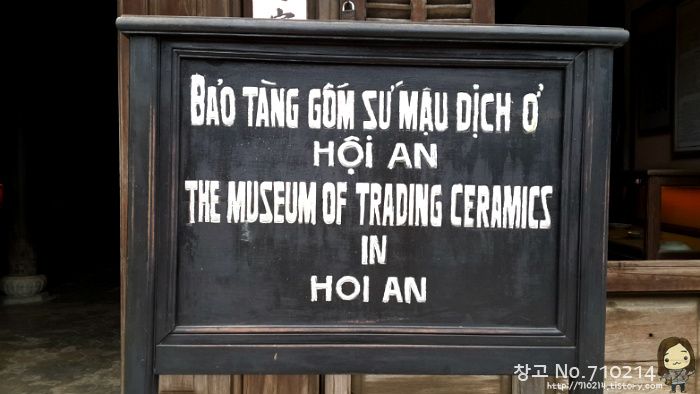 BẢO TÀNG GỐM SỨ MẬU DỊCH Ở
HỘI AN
THE MUSEUM OF TRADING CERAMICS
IN
HOI AN
창고 No.710214
http://710214.tistory.com